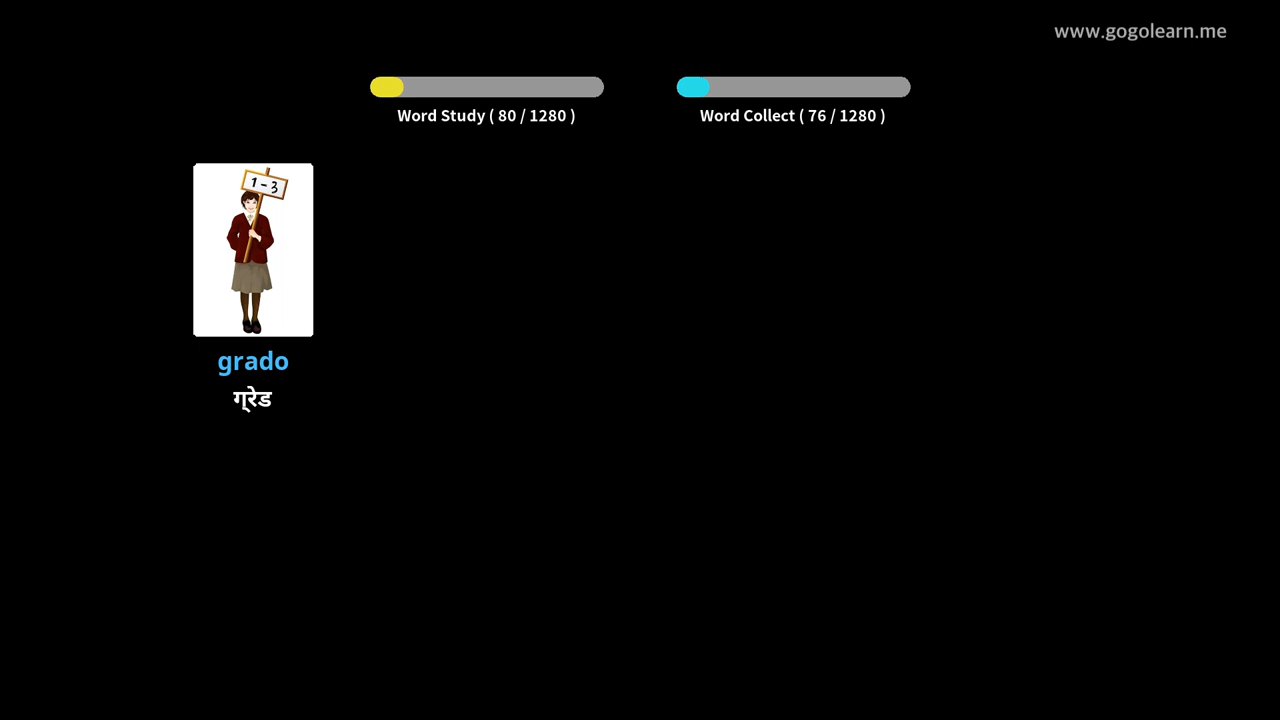 www.gogolearn.me
Word Study ( 80 / 1280 )
Word Collect ( 76 / 1280 )
1 - 3
grado
ग्रेड